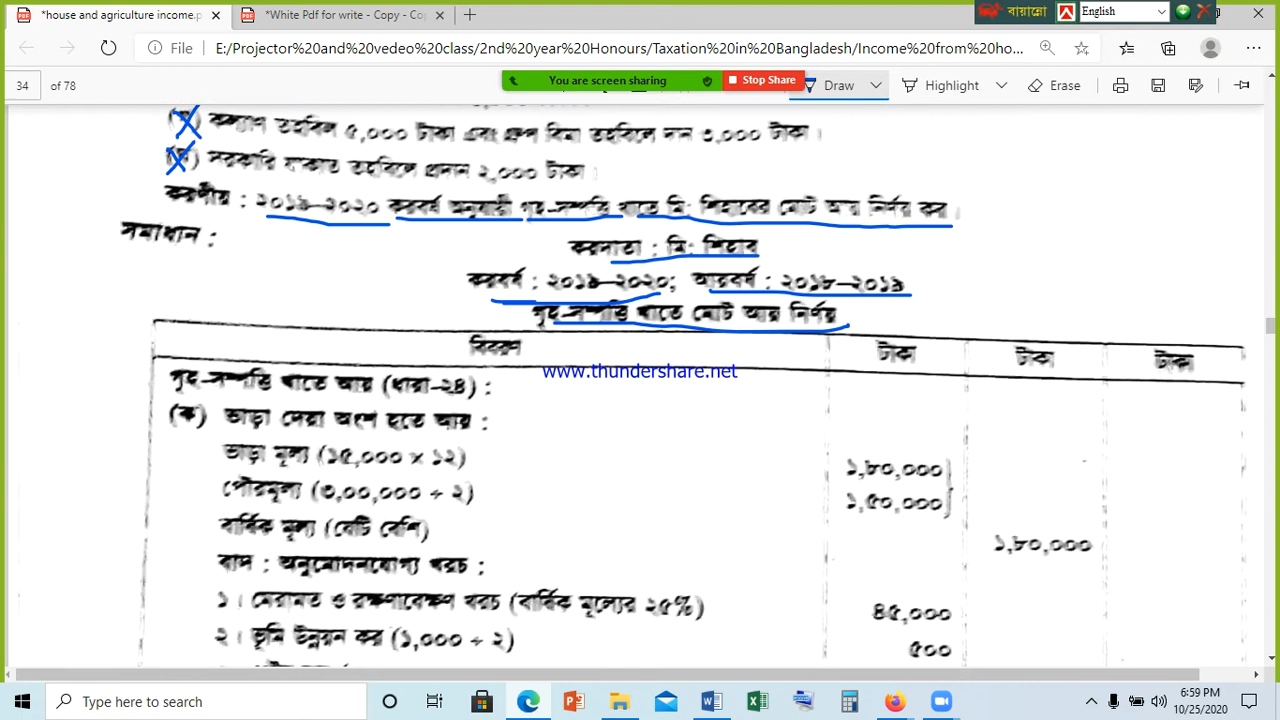 *house and agriculture income.p
*White Pdf for write - Copy - Cop
বায়ান্নো
English
File
E:/Projector%20and%20vedeo%20class/2nd%20year%20Honours/Taxation%20in%20Bangladesh/Income%20from%20ho...
34 of 78
You are screen sharing
Stop Share
Draw
Highlight
Erase
কল্যাণ তহবিল ৫,০০০ টাকা এবং গ্রুপ বিমা তহবিলে দান ৩,০০০ টাকা।
সরকারি যাকাত তহবিলে প্রদান ২,০০০ টাকা।
করণীয় : ২০১৯–২০২০ করবর্ষ অনুযায়ী গৃহ-সম্পত্তি খাতে মি: শিহাবের মোট আয় নির্ণয় কর।
সমাধান :
করদাতা : মি: শিহাব
করবর্ষ : ২০১৯–২০২০; আয়বর্ষ : ২০১৮–২০১৯
গৃহ-সম্পত্তি খাতে মোট আয় নির্ণয়
বিবরণ টাকা টাকা টাকা
www.thundershare.net
গৃহ-সম্পত্তি খাতে আয় (ধারা-২৪) :
(ক) ভাড়া দেয়া অংশ হতে আয় :
ভাড়া মূল্য (১৫,০০০ × ১২) ১,৮০,০০০
পৌরমূল্য (৩,০০,০০০ ÷ ২) ১,৫০,০০০
বার্ষিক মূল্য (যেটি বেশি) ১,৮০,০০০
বাদ : অনুমোদনযোগ্য খরচ :
১। মেরামত ও রক্ষণাবেক্ষণ খরচ (বার্ষিক মূল্যের ২৫%) ৪৫,০০০
২। ভূমি উন্নয়ন কর (১,০০০ ÷ ২) ৫০০
Type here to search
6:59 PM
10/25/2020